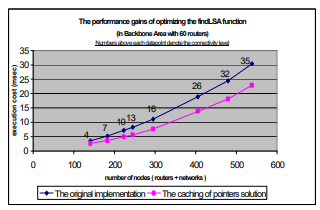 The performance gains of optimizing the findLSA function
(in Backbone Area with 60 routers)
Numbers above each datapoint denote the connectivity level
execution cost (msec)
35
30
25
20
15
10
5
0
4
7
10
13
16
26
32
35
0 100 200 300 400 500 600
number of nodes ( routers + networks )
The original implementation
The caching of pointers solution